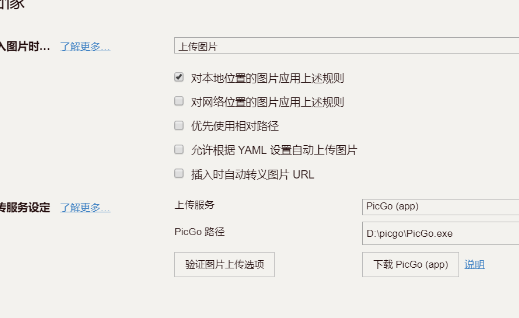 入图片时... 了解更多... 上传图片
对本地位置的图片应用上述规则
对网络位置的图片应用上述规则
优先使用相对路径
允许根据 YAML 设置自动上传图片
插入时自动转义图片 URL
传服务设定 了解更多... 上传服务 PicGo (app)
PicGo 路径 D:\picgo\PicGo.exe
验证图片上传选项 下载 PicGo (app) 说明